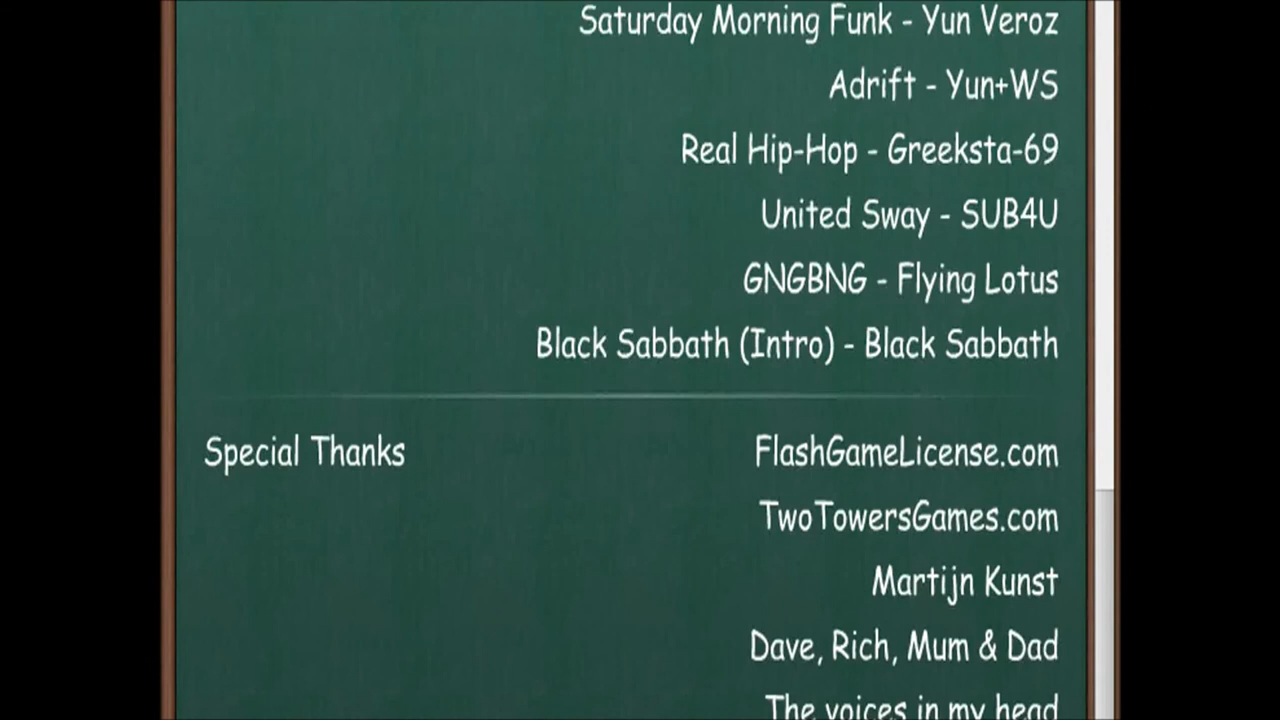 Saturday Morning Funk - Yun Veroz
Adrift - Yun+WS
Real Hip-Hop - Greeksta-69
United Sway - SUB4U
GNGBNG - Flying Lotus
Black Sabbath (Intro) - Black Sabbath
Special Thanks FlashGameLicense.com
TwoTowersGames.com
Martijn Kunst
Dave, Rich, Mum & Dad
The voices in my head